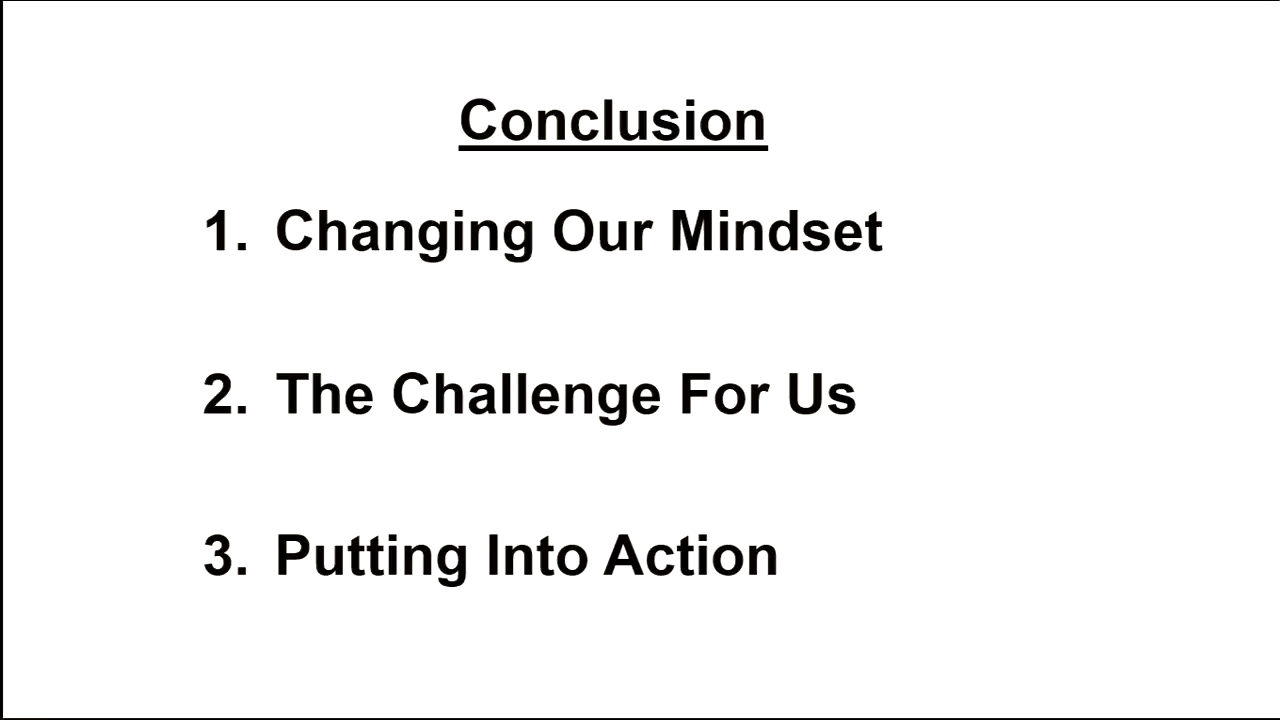 Conclusion
1. Changing Our Mindset
2. The Challenge For Us
3. Putting Into Action